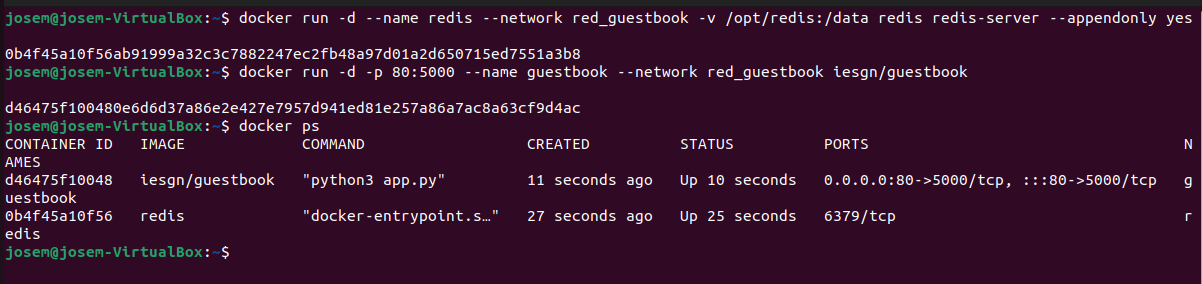 josem@josem-VirtualBox:~$ docker run -d --name redis --network red_guestbook -v /opt/redis:/data redis redis-server --appendonly yes
0b4f45a10f56ab91999a32c3c7882247ec2fb48a97d01a2d650715ed7551a3b8
josem@josem-VirtualBox:~$ docker run -d -p 80:5000 --name guestbook --network red_guestbook iesgn/guestbook
d46475f100480e6d6d37a86e2e427e7957d941ed81e257a86a7ac8a63cf9d4ac
josem@josem-VirtualBox:~$ docker ps
CONTAINER ID   IMAGE             COMMAND                  CREATED          STATUS          PORTS                                   N
AMES
d46475f10048   iesgn/guestbook   "python3 app.py"         11 seconds ago   Up 10 seconds   0.0.0.0:80->5000/tcp, :::80->5000/tcp   g
uestbook
0b4f45a10f56   redis             "docker-entrypoint.s…"   27 seconds ago   Up 25 seconds   6379/tcp                                r
edis
josem@josem-VirtualBox:~$